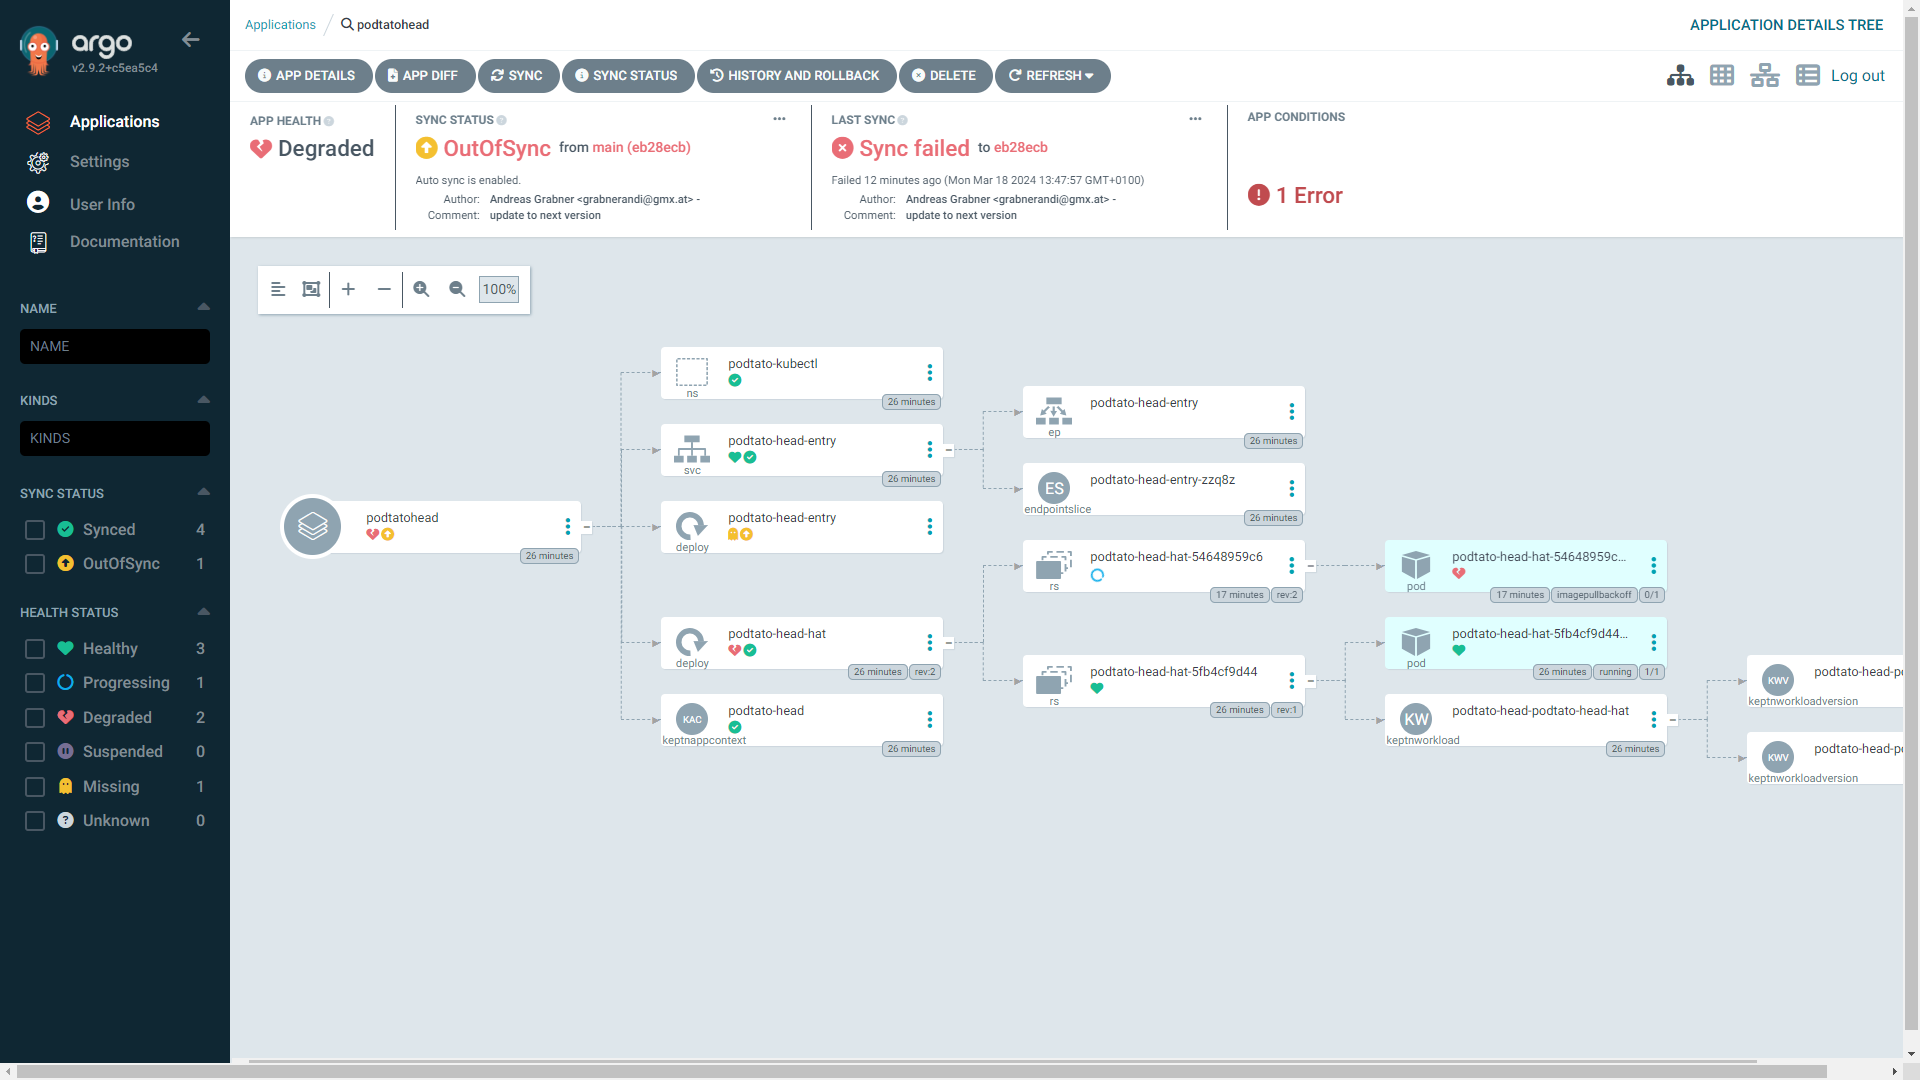 argo
v2.9.2+c5ea5c4
Applications
Settings
User Info
Documentation
NAME
NAME
KINDS
KINDS
SYNC STATUS
Synced 4
OutOfSync 1
HEALTH STATUS
Healthy 3
Progressing 1
Degraded 2
Suspended 0
Missing 1
Unknown 0
Applications podtatohead
APPLICATION DETAILS TREE
APP DETAILS APP DIFF SYNC SYNC STATUS HISTORY AND ROLLBACK DELETE REFRESH
Log out
APP HEALTH
Degraded
SYNC STATUS
OutOfSync from main (eb28ecb)
Auto sync is enabled.
Author: Andreas Grabner <grabnerandi@gmx.at> -
Comment: update to next version
LAST SYNC
Sync failed to eb28ecb
Failed 12 minutes ago (Mon Mar 18 2024 13:47:57 GMT+0100)
Author: Andreas Grabner <grabnerandi@gmx.at> -
Comment: update to next version
APP CONDITIONS
1 Error
100%
podtatohead
26 minutes
podtato-kubectl
ns
26 minutes
podtato-head-entry
svc
26 minutes
podtato-head-entry
deploy
podtato-head-hat
deploy
26 minutes rev:2
KAC
podtato-head
keptnappcontext
26 minutes
podtato-head-entry
ep
26 minutes
ES
podtato-head-entry-zzq8z
endpointslice
26 minutes
podtato-head-hat-54648959c6
rs
17 minutes rev:2
podtato-head-hat-5fb4cf9d44
rs
26 minutes rev:1
podtato-head-hat-54648959c...
pod
17 minutes imagepullbackoff 0/1
podtato-head-hat-5fb4cf9d44...
pod
26 minutes running 1/1
KW
podtato-head-podtato-head-hat
keptnworkload
26 minutes
KWV
podtato-head-po
keptnworkloadversion
KWV
podtato-head-po
keptnworkloadversion